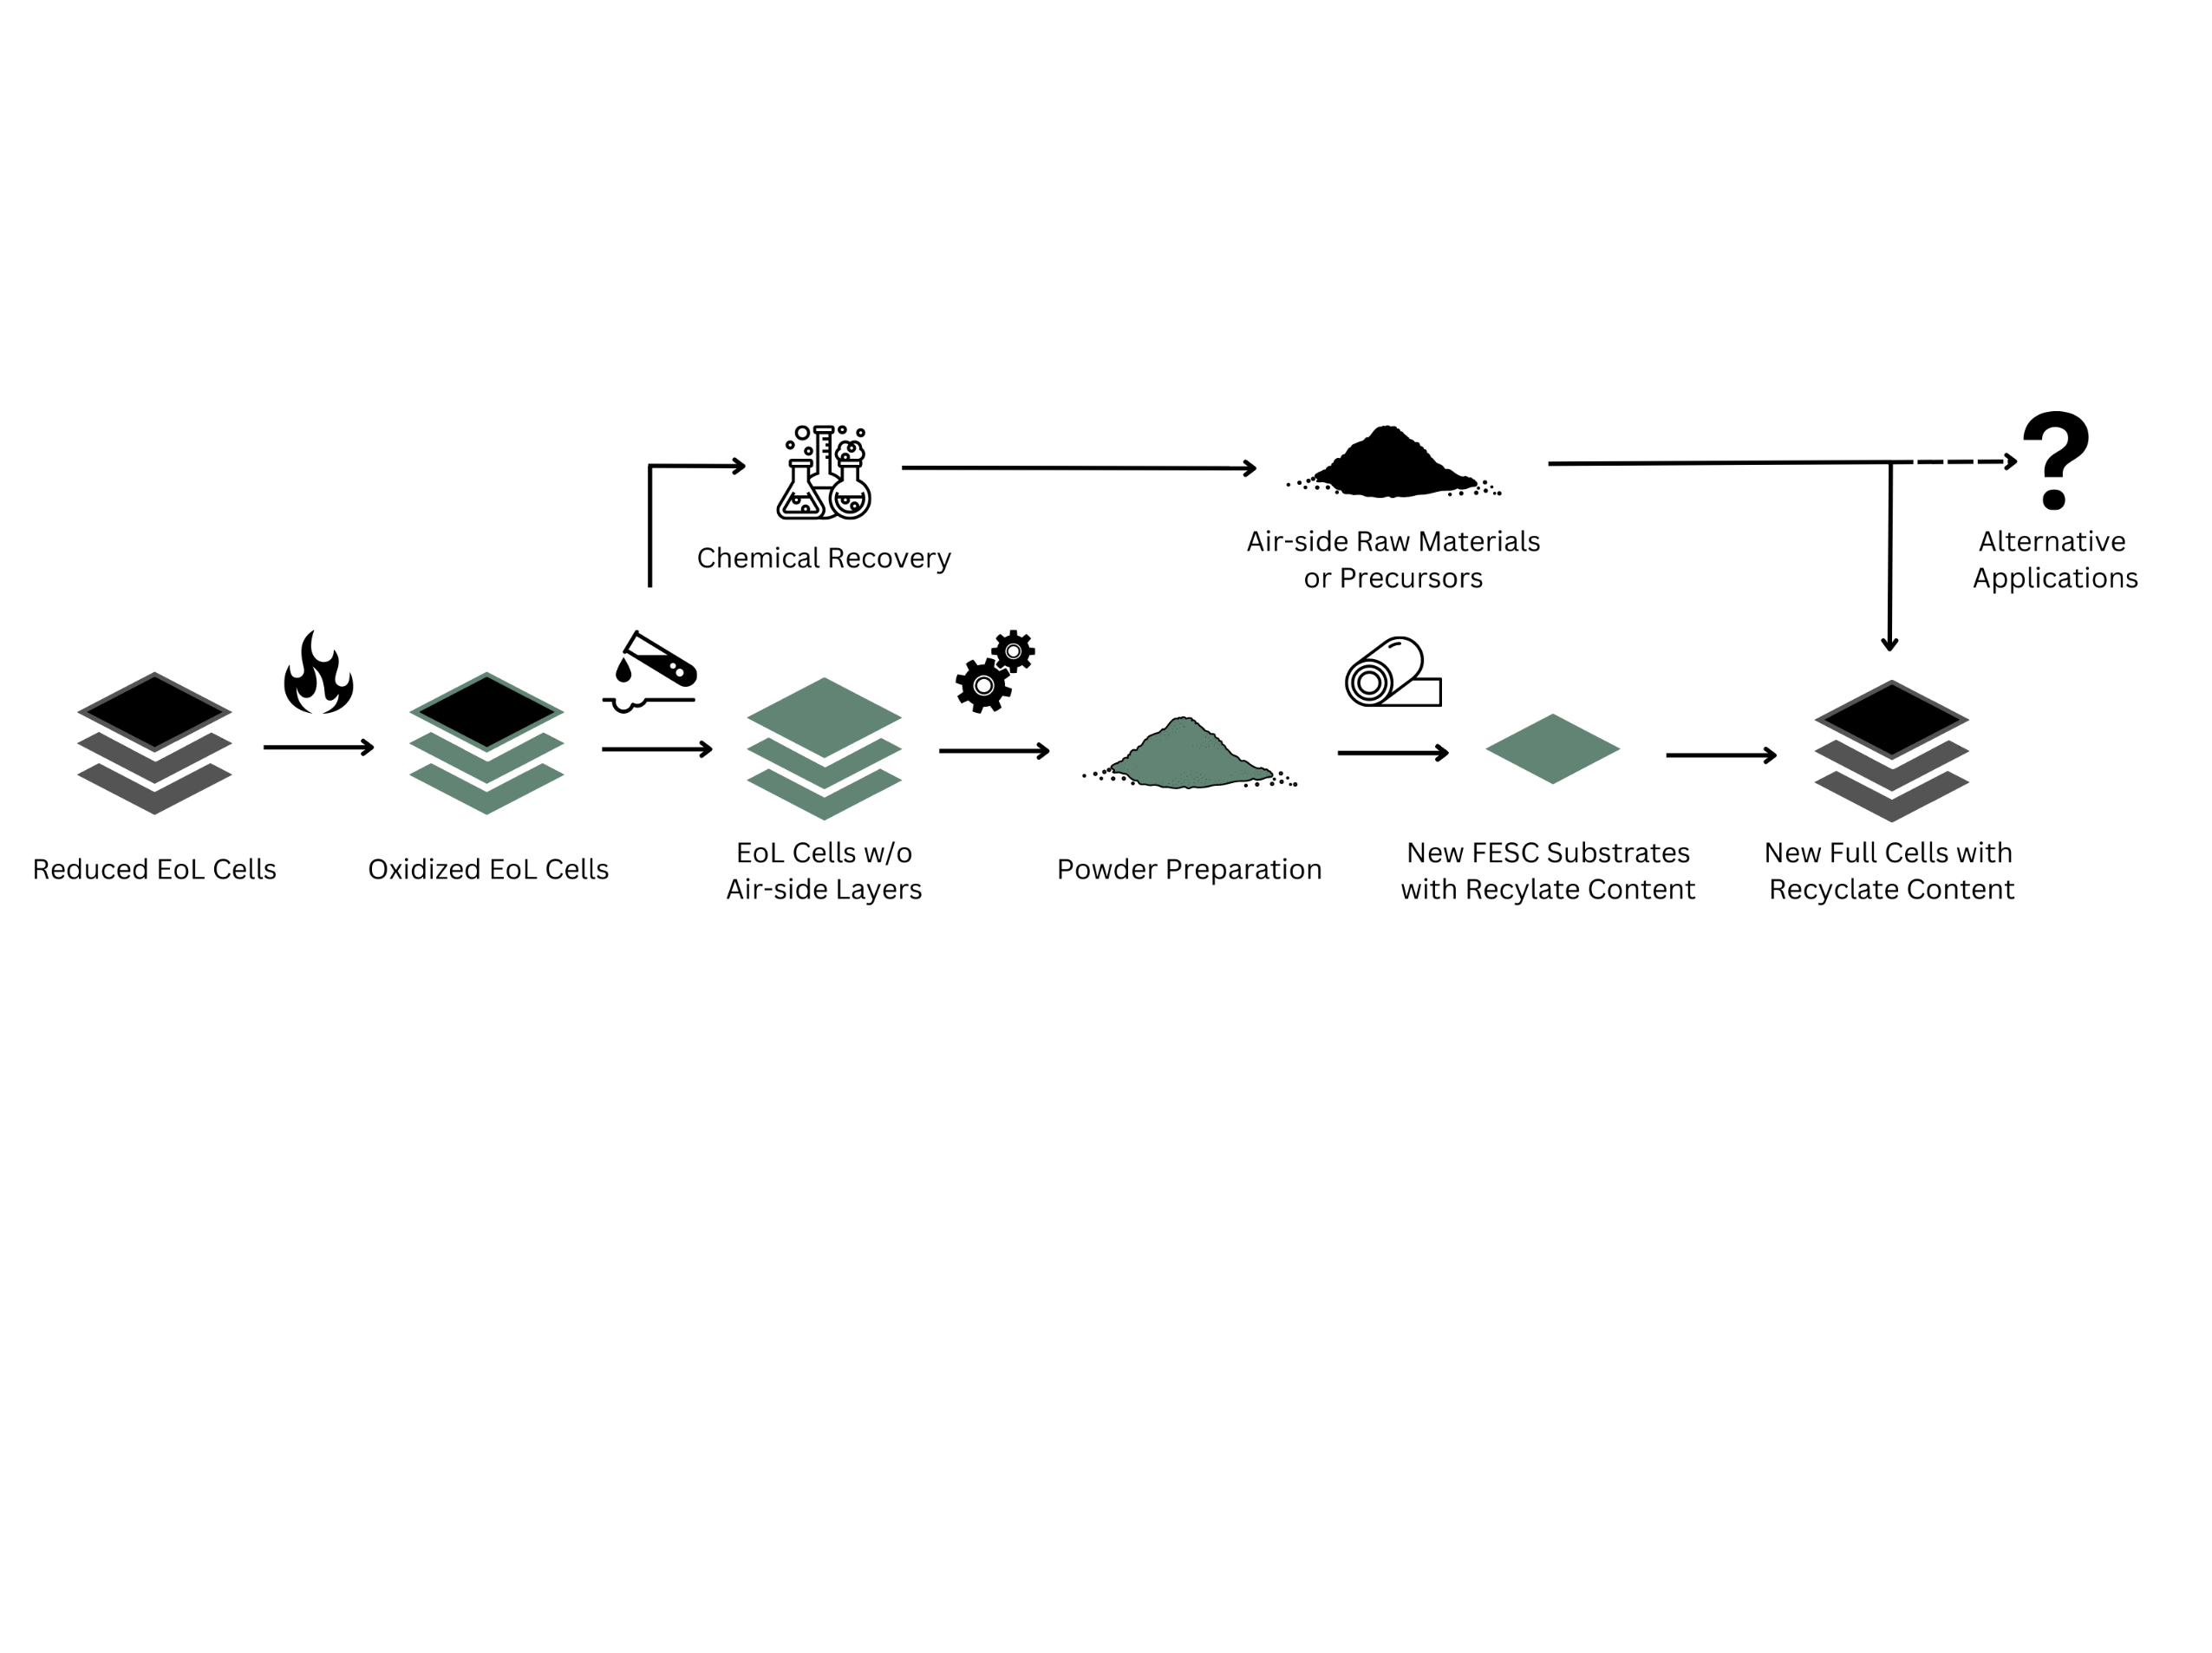 Chemical Recovery
Air-side Raw Materials
or Precursors
Alternative
Applications
Reduced EoL Cells
Oxidized EoL Cells
EoL Cells w/o
Air-side Layers
Powder Preparation
New FESC Substrates
with Recylate Content
New Full Cells with
Recyclate Content